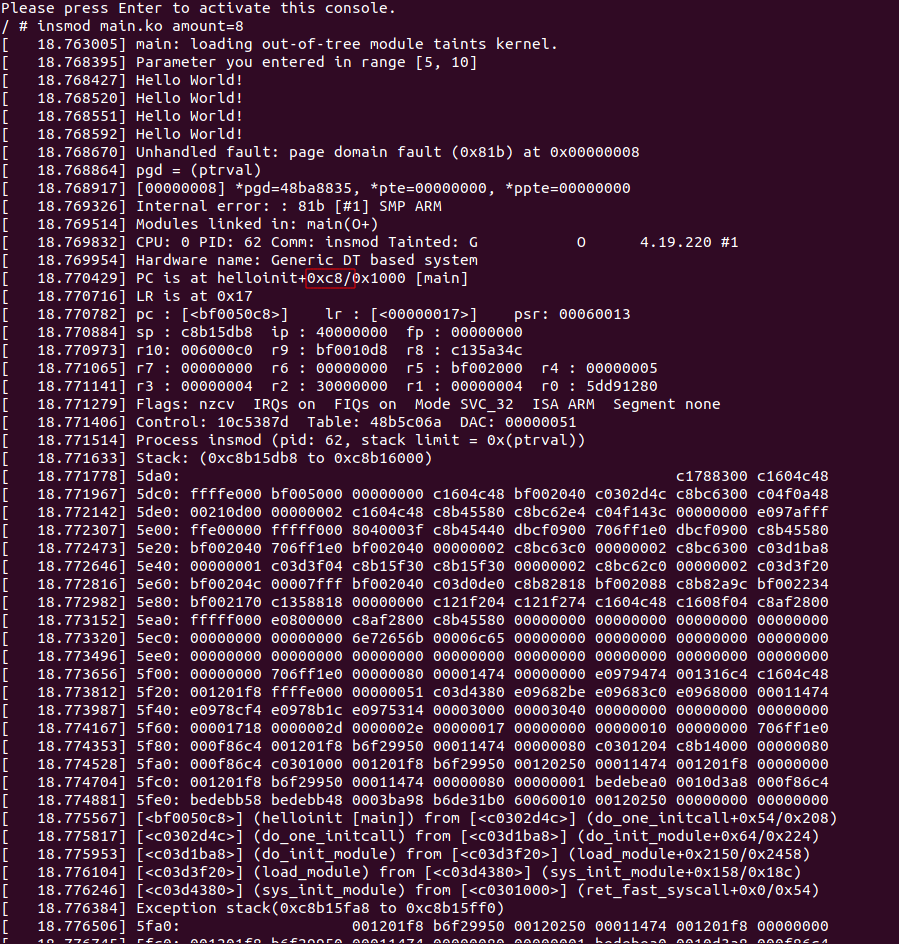 Please press Enter to activate this console.
/ # insmod main.ko amount=8
[   18.763005] main: loading out-of-tree module taints kernel.
[   18.768395] Parameter you entered in range [5, 10]
[   18.768427] Hello World!
[   18.768520] Hello World!
[   18.768551] Hello World!
[   18.768592] Hello World!
[   18.768670] Unhandled fault: page domain fault (0x81b) at 0x00000008
[   18.768864] pgd = (ptrval)
[   18.768917] [00000008] *pgd=48ba8835, *pte=00000000, *ppte=00000000
[   18.769326] Internal error: : 81b [#1] SMP ARM
[   18.769514] Modules linked in: main(O+)
[   18.769832] CPU: 0 PID: 62 Comm: insmod Tainted: G           O      4.19.220 #1
[   18.769954] Hardware name: Generic DT based system
[   18.770429] PC is at helloinit+0xc8/0x1000 [main]
[   18.770716] LR is at 0x17
[   18.770782] pc : [<bf0050c8>]    lr : [<00000017>]    psr: 00060013
[   18.770884] sp : c8b15db8  ip : 40000000  fp : 00000000
[   18.770973] r10: 006000c0  r9 : bf0010d8  r8 : c135a34c
[   18.771065] r7 : 00000000  r6 : 00000000  r5 : bf002000  r4 : 00000005
[   18.771141] r3 : 00000004  r2 : 30000000  r1 : 00000004  r0 : 5dd91280
[   18.771279] Flags: nzcv  IRQs on  FIQs on  Mode SVC_32  ISA ARM  Segment none
[   18.771406] Control: 10c5387d  Table: 48b5c06a  DAC: 00000051
[   18.771514] Process insmod (pid: 62, stack limit = 0x(ptrval))
[   18.771633] Stack: (0xc8b15db8 to 0xc8b16000)
[   18.771778] 5da0:                                                       c1788300 c1604c48
[   18.771967] 5dc0: ffffe000 bf005000 00000000 c1604c48 bf002040 c0302d4c c8bc6300 c04f0a48
[   18.772142] 5de0: 00210d00 00000002 c1604c48 c8b45580 c8bc62e4 c04f143c 00000000 e097afff
[   18.772307] 5e00: ffe00000 fffff000 8040003f c8b45440 dbcf0900 706ff1e0 dbcf0900 c8b45580
[   18.772473] 5e20: bf002040 706ff1e0 bf002040 00000002 c8bc63c0 00000002 c8bc6300 c03d1ba8
[   18.772646] 5e40: 00000001 c03d3f04 c8b15f30 c8b15f30 00000002 c8bc62c0 00000002 c03d3f20
[   18.772816] 5e60: bf00204c 00007fff bf002040 c03d0de0 c8b82818 bf002088 c8b82a9c bf002234
[   18.772982] 5e80: bf002170 c1358818 00000000 c121f204 c121f274 c1604c48 c1608f04 c8af2800
[   18.773152] 5ea0: fffff000 e0800000 c8af2800 c8b45580 00000000 00000000 00000000 00000000
[   18.773320] 5ec0: 00000000 00000000 6e72656b 00006c65 00000000 00000000 00000000 00000000
[   18.773496] 5ee0: 00000000 00000000 00000000 00000000 00000000 00000000 00000000 00000000
[   18.773656] 5f00: 00000000 706ff1e0 00000080 00001474 00000000 e0979474 001316c4 c1604c48
[   18.773812] 5f20: 001201f8 ffffe000 00000051 c03d4380 e09682be e09683c0 e0968000 00011474
[   18.773987] 5f40: e0978cf4 e0978b1c e0975314 00003000 00003040 00000000 00000000 00000000
[   18.774167] 5f60: 00001718 0000002d 0000002e 00000017 00000000 00000010 00000000 706ff1e0
[   18.774353] 5f80: 000f86c4 001201f8 b6f29950 00011474 00000080 c0301204 c8b14000 00000080
[   18.774528] 5fa0: 000f86c4 c0301000 001201f8 b6f29950 00120250 00011474 001201f8 00000000
[   18.774704] 5fc0: 001201f8 b6f29950 00011474 00000080 00000001 bedebea0 0010d3a8 000f86c4
[   18.774881] 5fe0: bedebb58 bedebb48 0003ba98 b6de31b0 60060010 00120250 00000000 00000000
[   18.775567] [<bf0050c8>] (helloinit [main]) from [<c0302d4c>] (do_one_initcall+0x54/0x208)
[   18.775817] [<c0302d4c>] (do_one_initcall) from [<c03d1ba8>] (do_init_module+0x64/0x224)
[   18.775953] [<c03d1ba8>] (do_init_module) from [<c03d3f20>] (load_module+0x2150/0x2458)
[   18.776104] [<c03d3f20>] (load_module) from [<c03d4380>] (sys_init_module+0x158/0x18c)
[   18.776246] [<c03d4380>] (sys_init_module) from [<c0301000>] (ret_fast_syscall+0x0/0x54)
[   18.776384] Exception stack(0xc8b15fa8 to 0xc8b15ff0)
[   18.776506] 5fa0:                   001201f8 b6f29950 00120250 00011474 001201f8 00000000
[   18.776745] 5fc0: 001201f8 b6f29950 00011474 00000080 00000001 bedebea0 0010d3a8 000f86c4